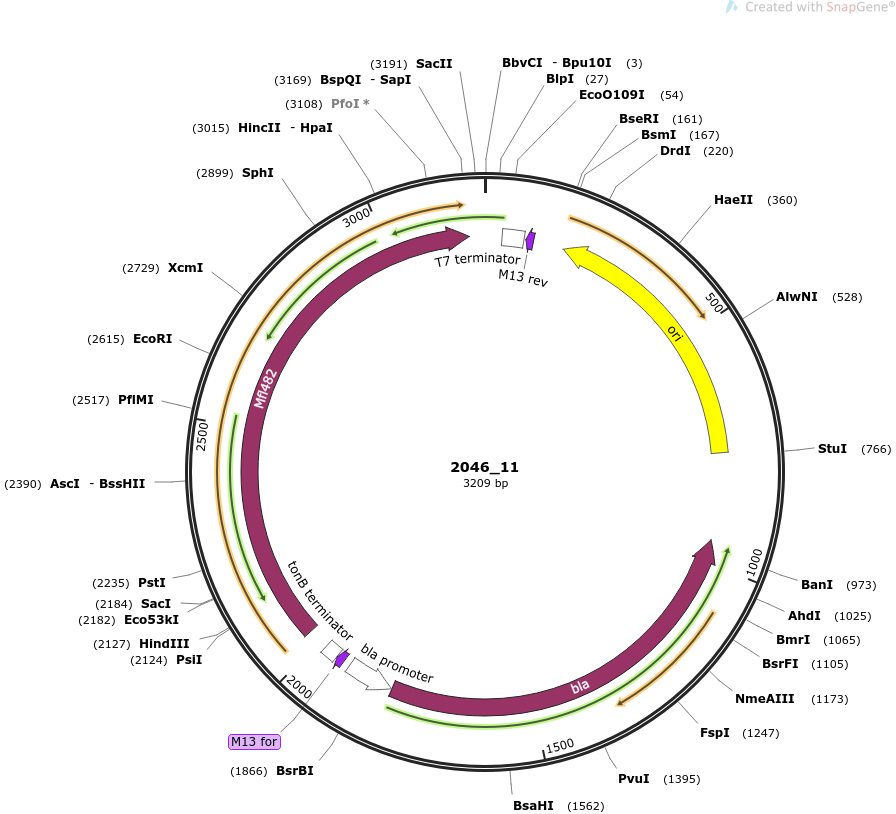 Created with SnapGene®
(3191) SacII
BbvCI - Bpu10I (3)
(3169) BspQI - SapI
BlpI (27)
(3108) PfoI *
EcoO109I (54)
(3015) HincII - HpaI
BseRI (161)
BsmI (167)
DrdI (220)
(2899) SphI
HaeII (360)
3000
T7 terminator
M13 rev
(2729) XcmI
AlwNI (528)
500
ori
(2615) EcoRI
Mfl482
(2517) PflMI
2500
StuI (766)
2046_11
3209 bp
(2390) AscI - BssHII
1000
(2235) PstI
BanI (973)
(2184) SacI
AhdI (1025)
(2182) Eco53kI
BmrI (1065)
(2127) HindIII
(2124) PsiI
BsrFI (1105)
tonB terminator
bla promoter
bla
2000
NmeAIII (1173)
M13 for
FspI (1247)
1500
(1866) BsrBI
PvuI (1395)
BsaHI (1562)